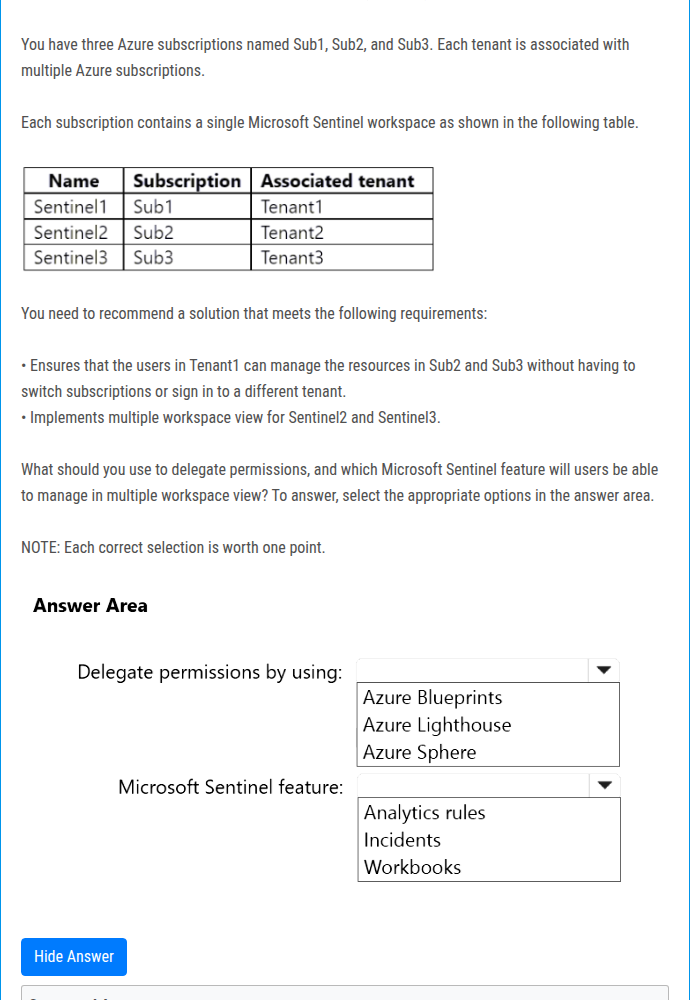 You have three Azure subscriptions named Sub1, Sub2, and Sub3. Each tenant is associated with
multiple Azure subscriptions.
Each subscription contains a single Microsoft Sentinel workspace as shown in the following table.
Name Subscription Associated tenant
Sentinel1 Sub1 Tenant1
Sentinel2 Sub2 Tenant2
Sentinel3 Sub3 Tenant3
You need to recommend a solution that meets the following requirements:
• Ensures that the users in Tenant1 can manage the resources in Sub2 and Sub3 without having to
switch subscriptions or sign in to a different tenant.
• Implements multiple workspace view for Sentinel2 and Sentinel3.
What should you use to delegate permissions, and which Microsoft Sentinel feature will users be able
to manage in multiple workspace view? To answer, select the appropriate options in the answer area.
NOTE: Each correct selection is worth one point.
Answer Area
Delegate permissions by using:
Azure Blueprints
Azure Lighthouse
Azure Sphere
Microsoft Sentinel feature:
Analytics rules
Incidents
Workbooks
Hide Answer